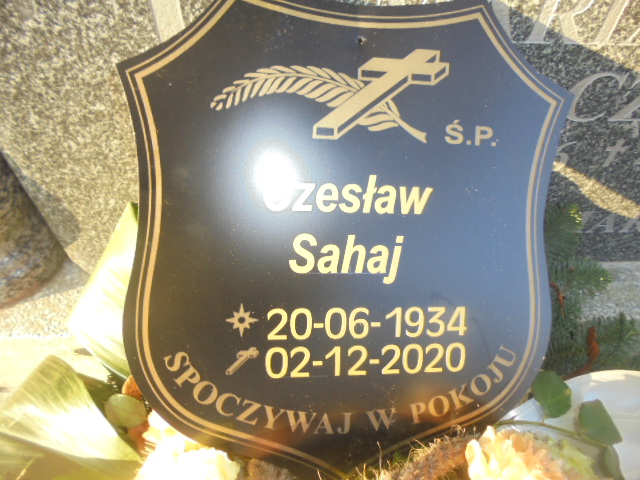 Ś.P.
Czesław
Sahaj
20-06-1934
02-12-2020
SPOCZYWAJ W POKOJU